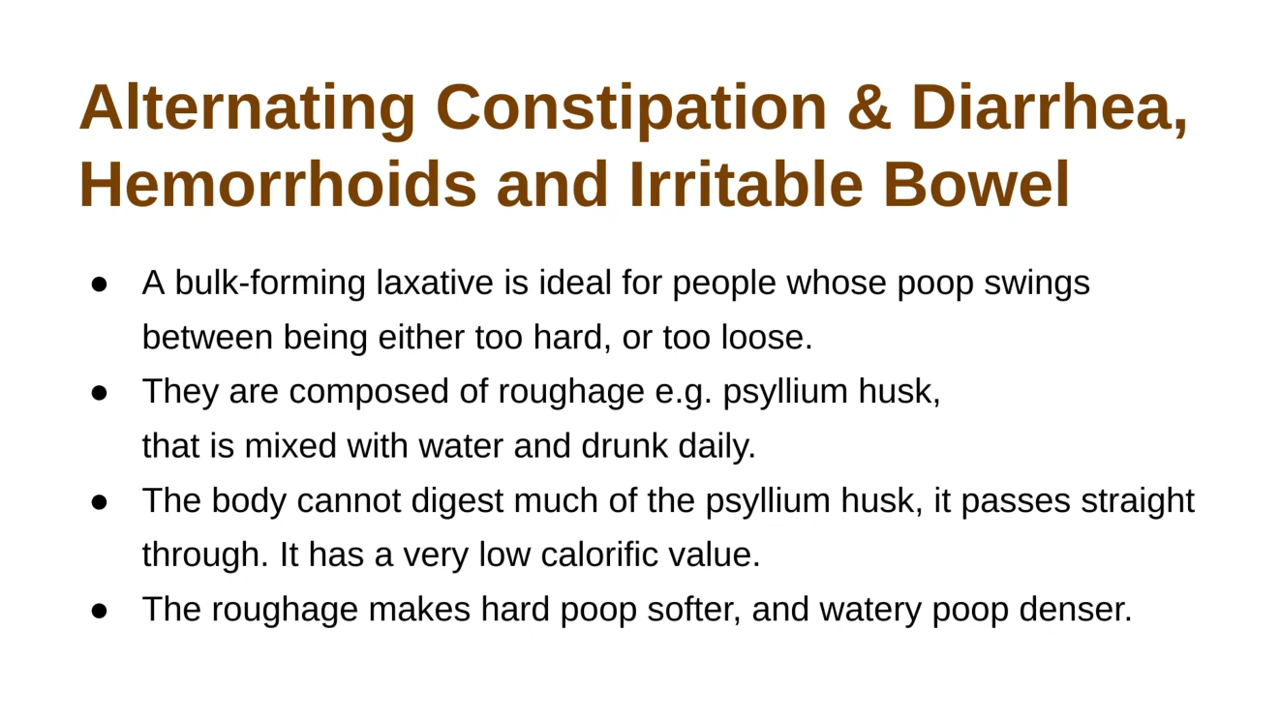 Alternating Constipation & Diarrhea,
Hemorrhoids and Irritable Bowel
● A bulk-forming laxative is ideal for people whose poop swings
between being either too hard, or too loose.
● They are composed of roughage e.g. psyllium husk,
that is mixed with water and drunk daily.
● The body cannot digest much of the psyllium husk, it passes straight
through. It has a very low calorific value.
● The roughage makes hard poop softer, and watery poop denser.